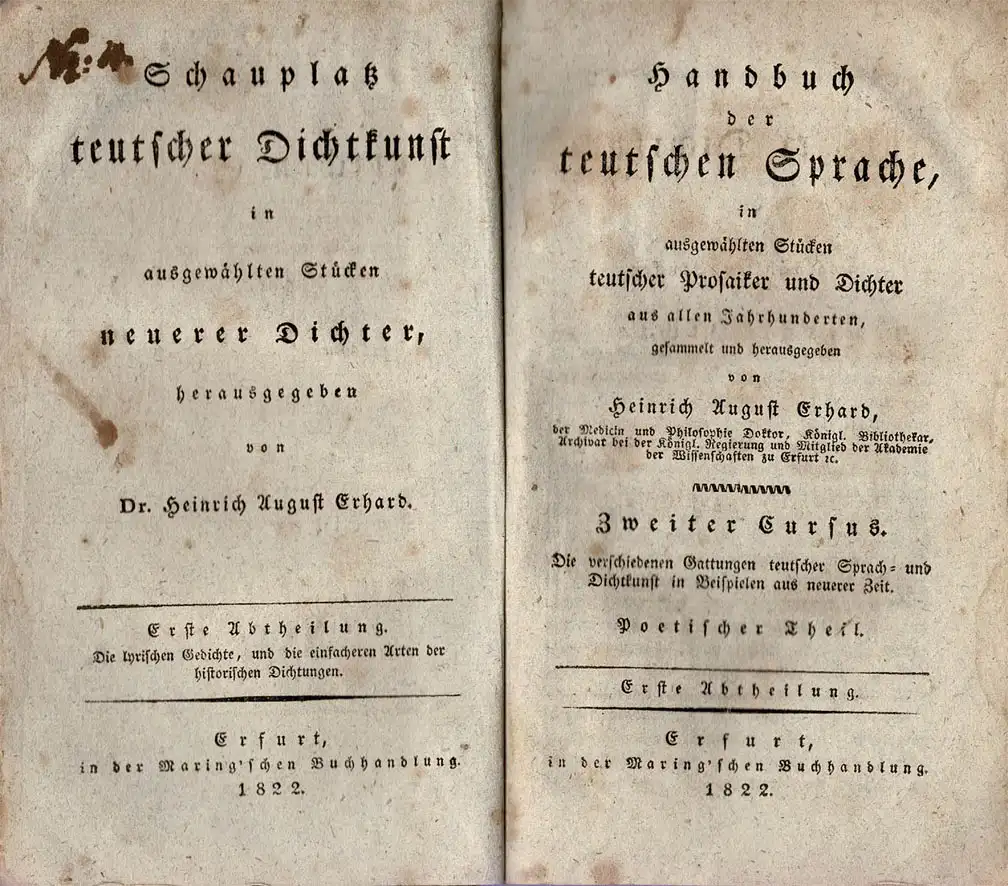 Schauplatz
teutscher Dichtkunst
in
ausgewählten Stücken
neuerer Dichter,
herausgegeben
von
Dr. Heinrich August Erhard.
Erste Abtheilung.
Die lyrischen Gedichte, und die einfacheren Arten der
historischen Dichtungen.
Erfurt,
in der Maring'schen Buchhandlung.
1822.
Handbuch
der
teutschen Sprache,
in
ausgewählten Stücken
teutscher Prosaiker und Dichter
aus allen Jahrhunderten,
gesammelt und herausgegeben
von
Heinrich August Erhard,
der Medicin und Philosophie Doktor, Königl. Bibliothekar,
Archivar bei der Königl. Regierung und Mitglied der Akademie
der Wissenschaften zu Erfurt ꝛc.
Zweiter Cursus.
Die verschiedenen Gattungen teutscher Sprach- und
Dichtkunst in Beispielen aus neuerer Zeit.
Poetischer Theil.
Erste Abtheilung.
Erfurt,
in der Maring'schen Buchhandlung.
1822.